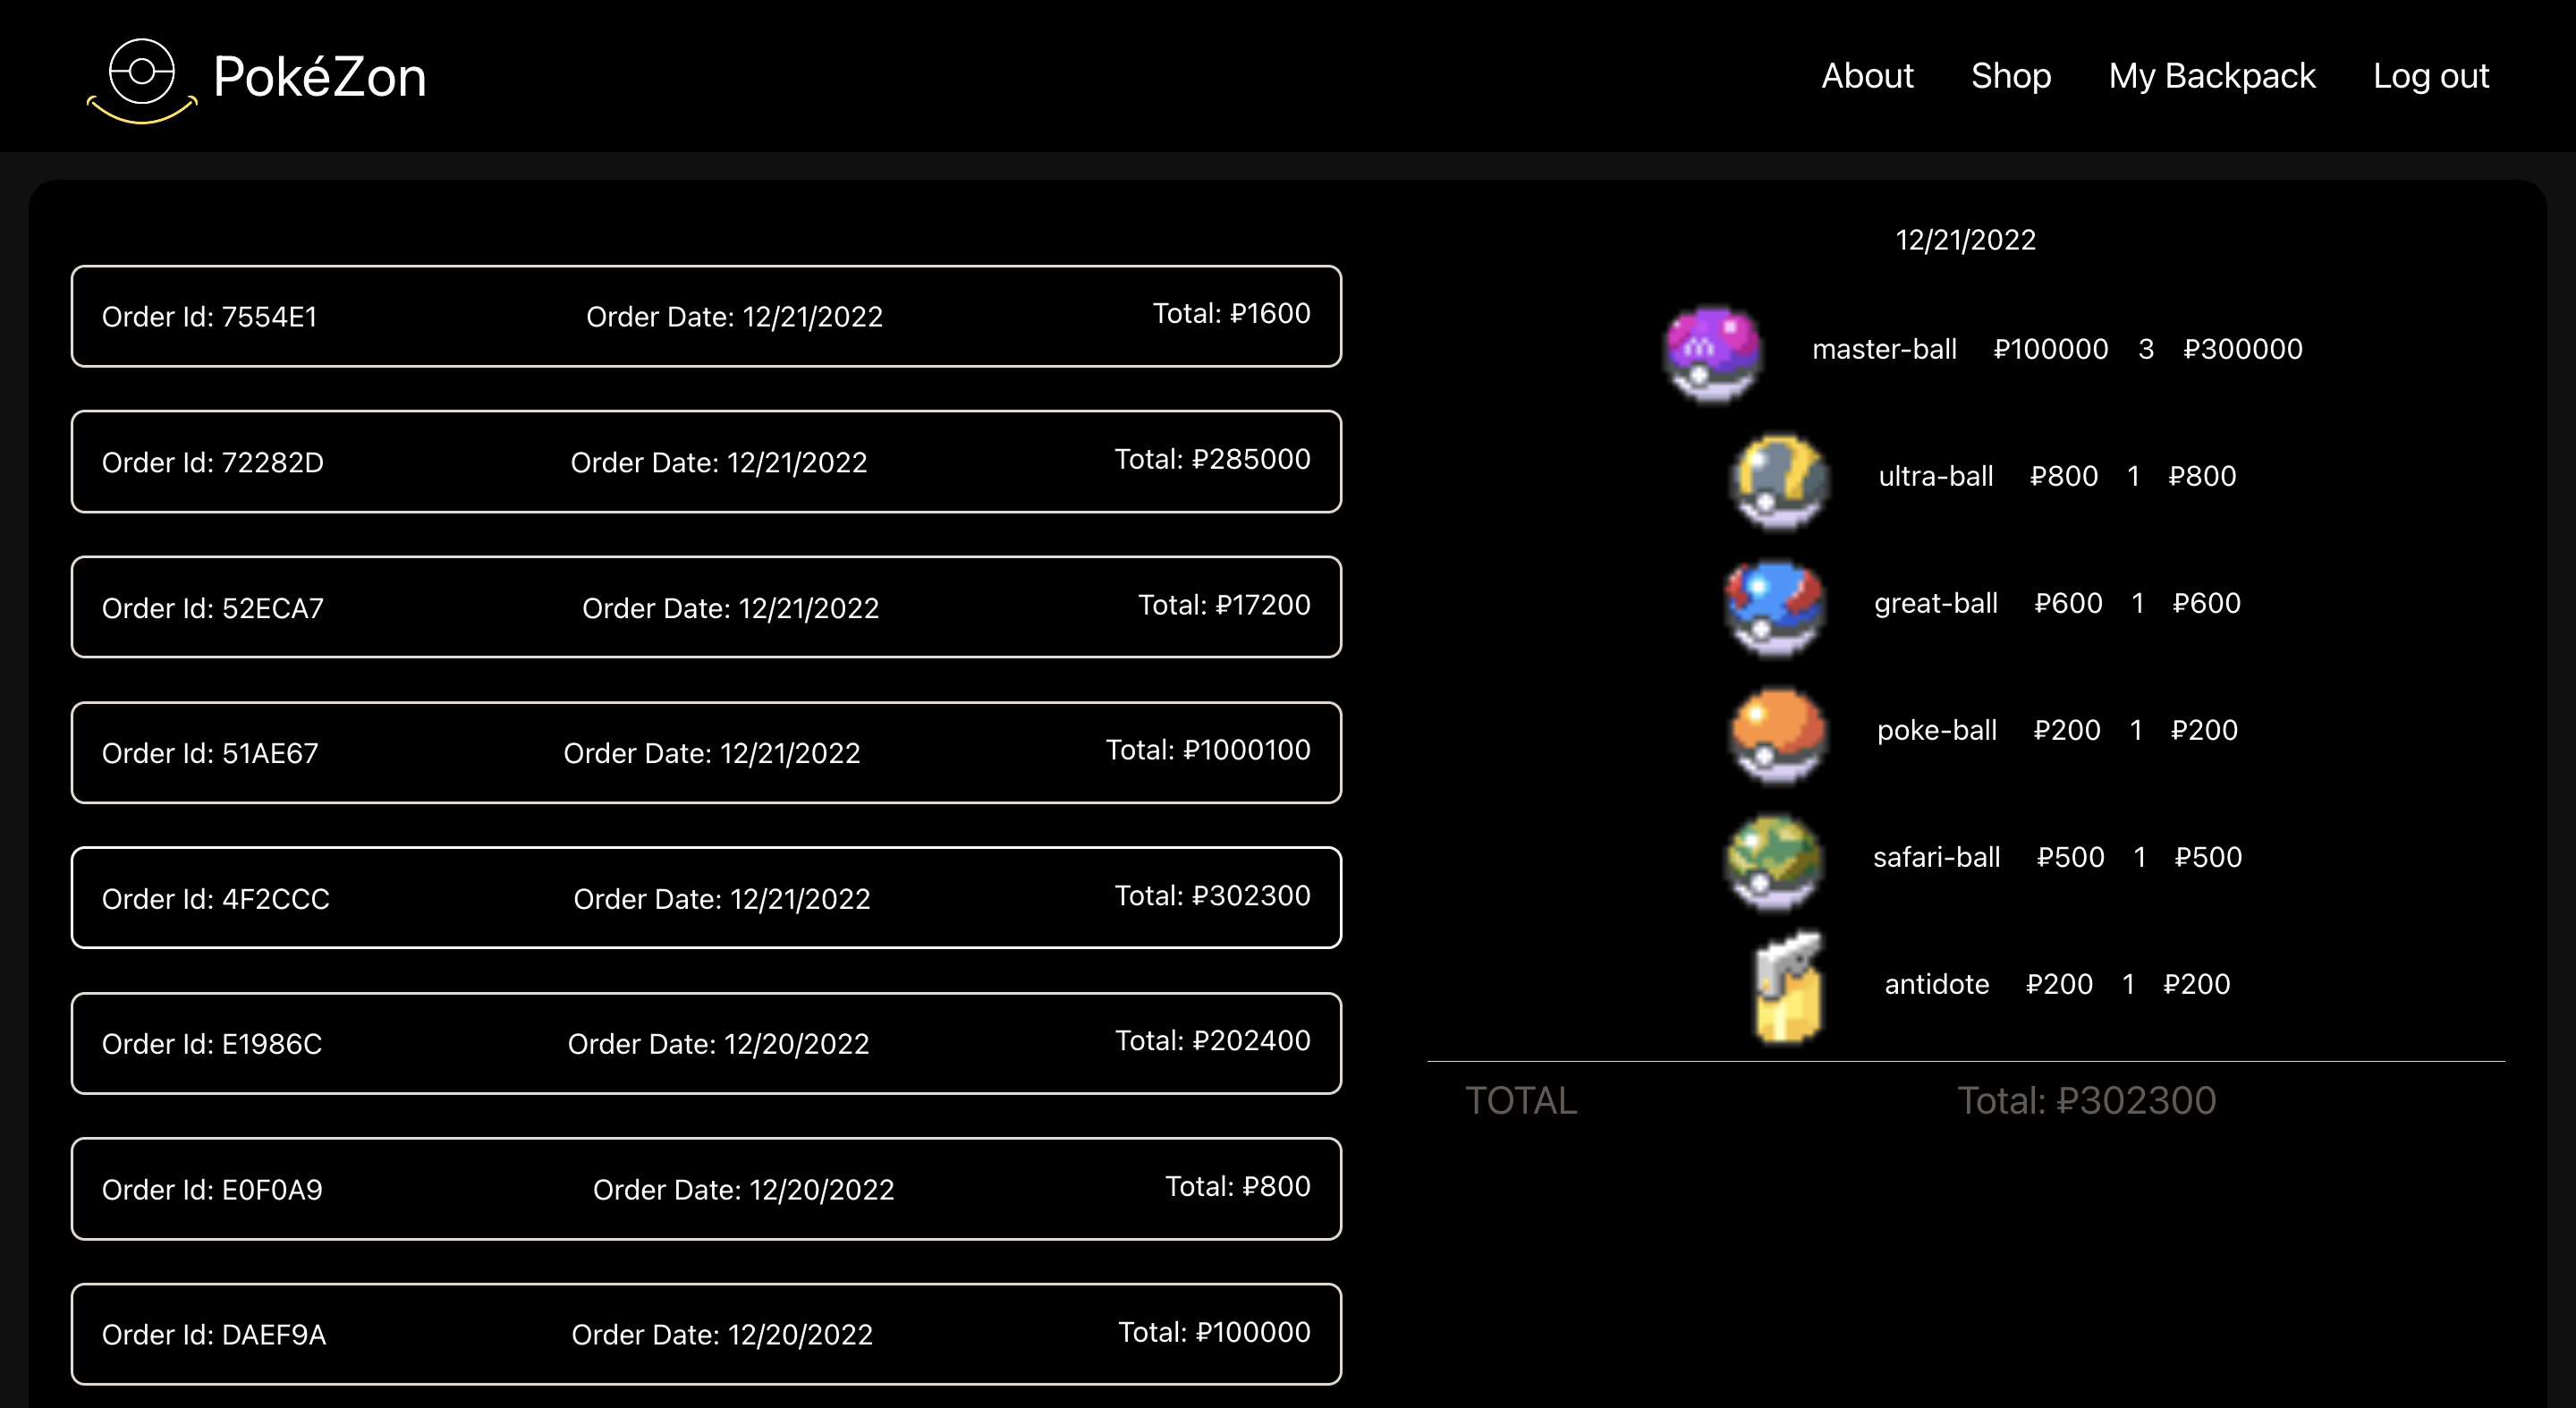 PokéZon
About Shop My Backpack Log out
Order Id: 7554E1 Order Date: 12/21/2022 Total: ₽1600
Order Id: 72282D Order Date: 12/21/2022 Total: ₽285000
Order Id: 52ECA7 Order Date: 12/21/2022 Total: ₽17200
Order Id: 51AE67 Order Date: 12/21/2022 Total: ₽1000100
Order Id: 4F2CCC Order Date: 12/21/2022 Total: ₽302300
Order Id: E1986C Order Date: 12/20/2022 Total: ₽202400
Order Id: E0F0A9 Order Date: 12/20/2022 Total: ₽800
Order Id: DAEF9A Order Date: 12/20/2022 Total: ₽100000
12/21/2022
master-ball ₽100000 3 ₽300000
ultra-ball ₽800 1 ₽800
great-ball ₽600 1 ₽600
poke-ball ₽200 1 ₽200
safari-ball ₽500 1 ₽500
antidote ₽200 1 ₽200
TOTAL Total: ₽302300